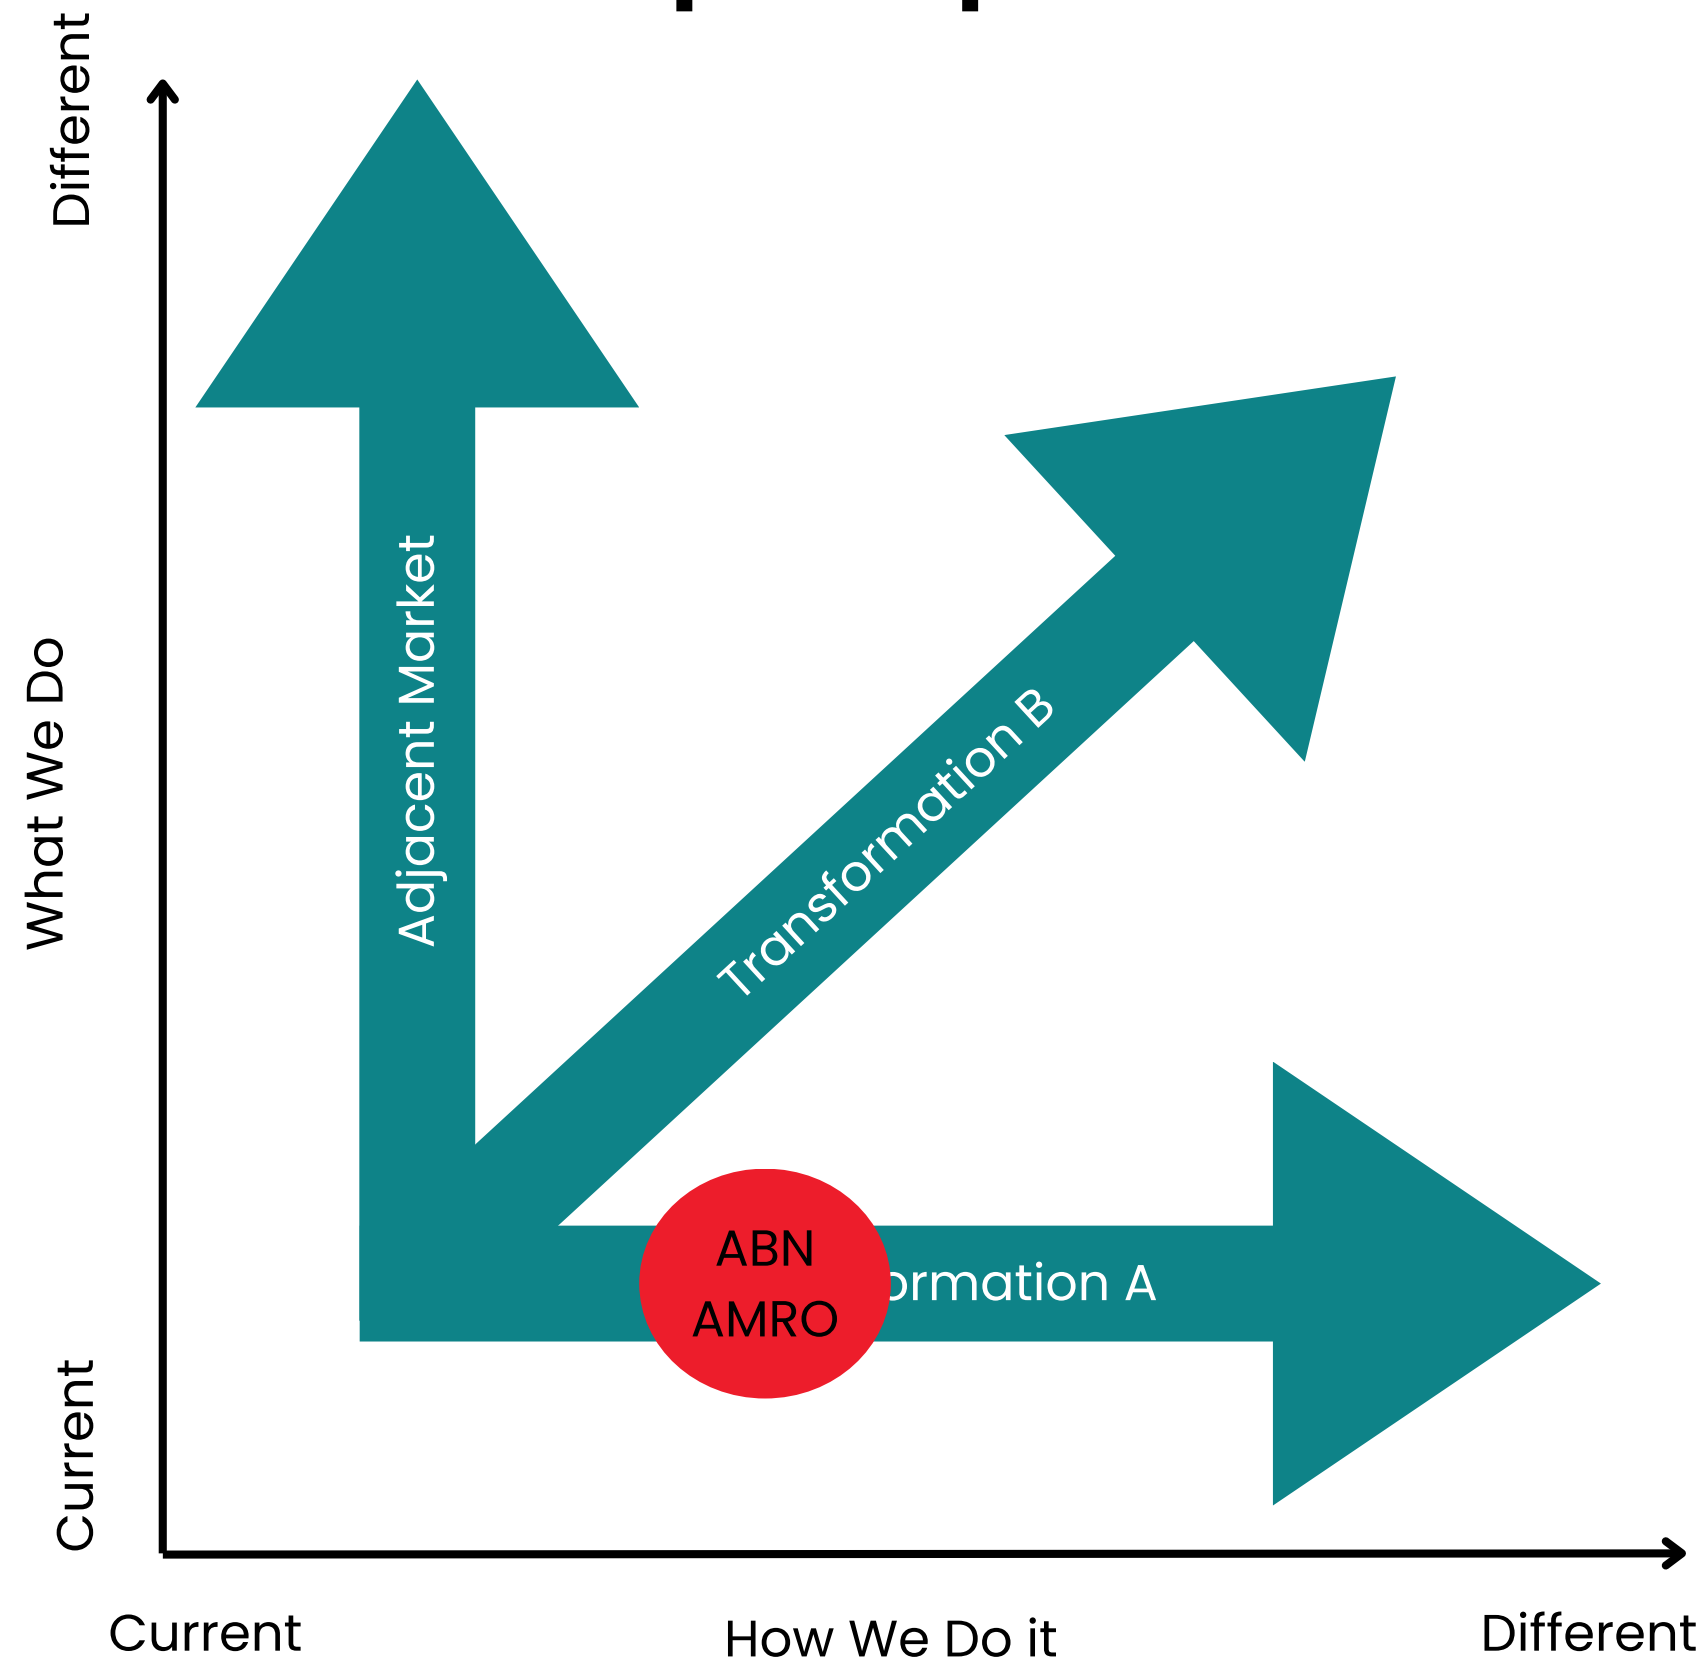 Different
What We Do
Current
Adjacent Market
Transformation B
ABN
AMRO
ormation A
Current
How We Do it
Different